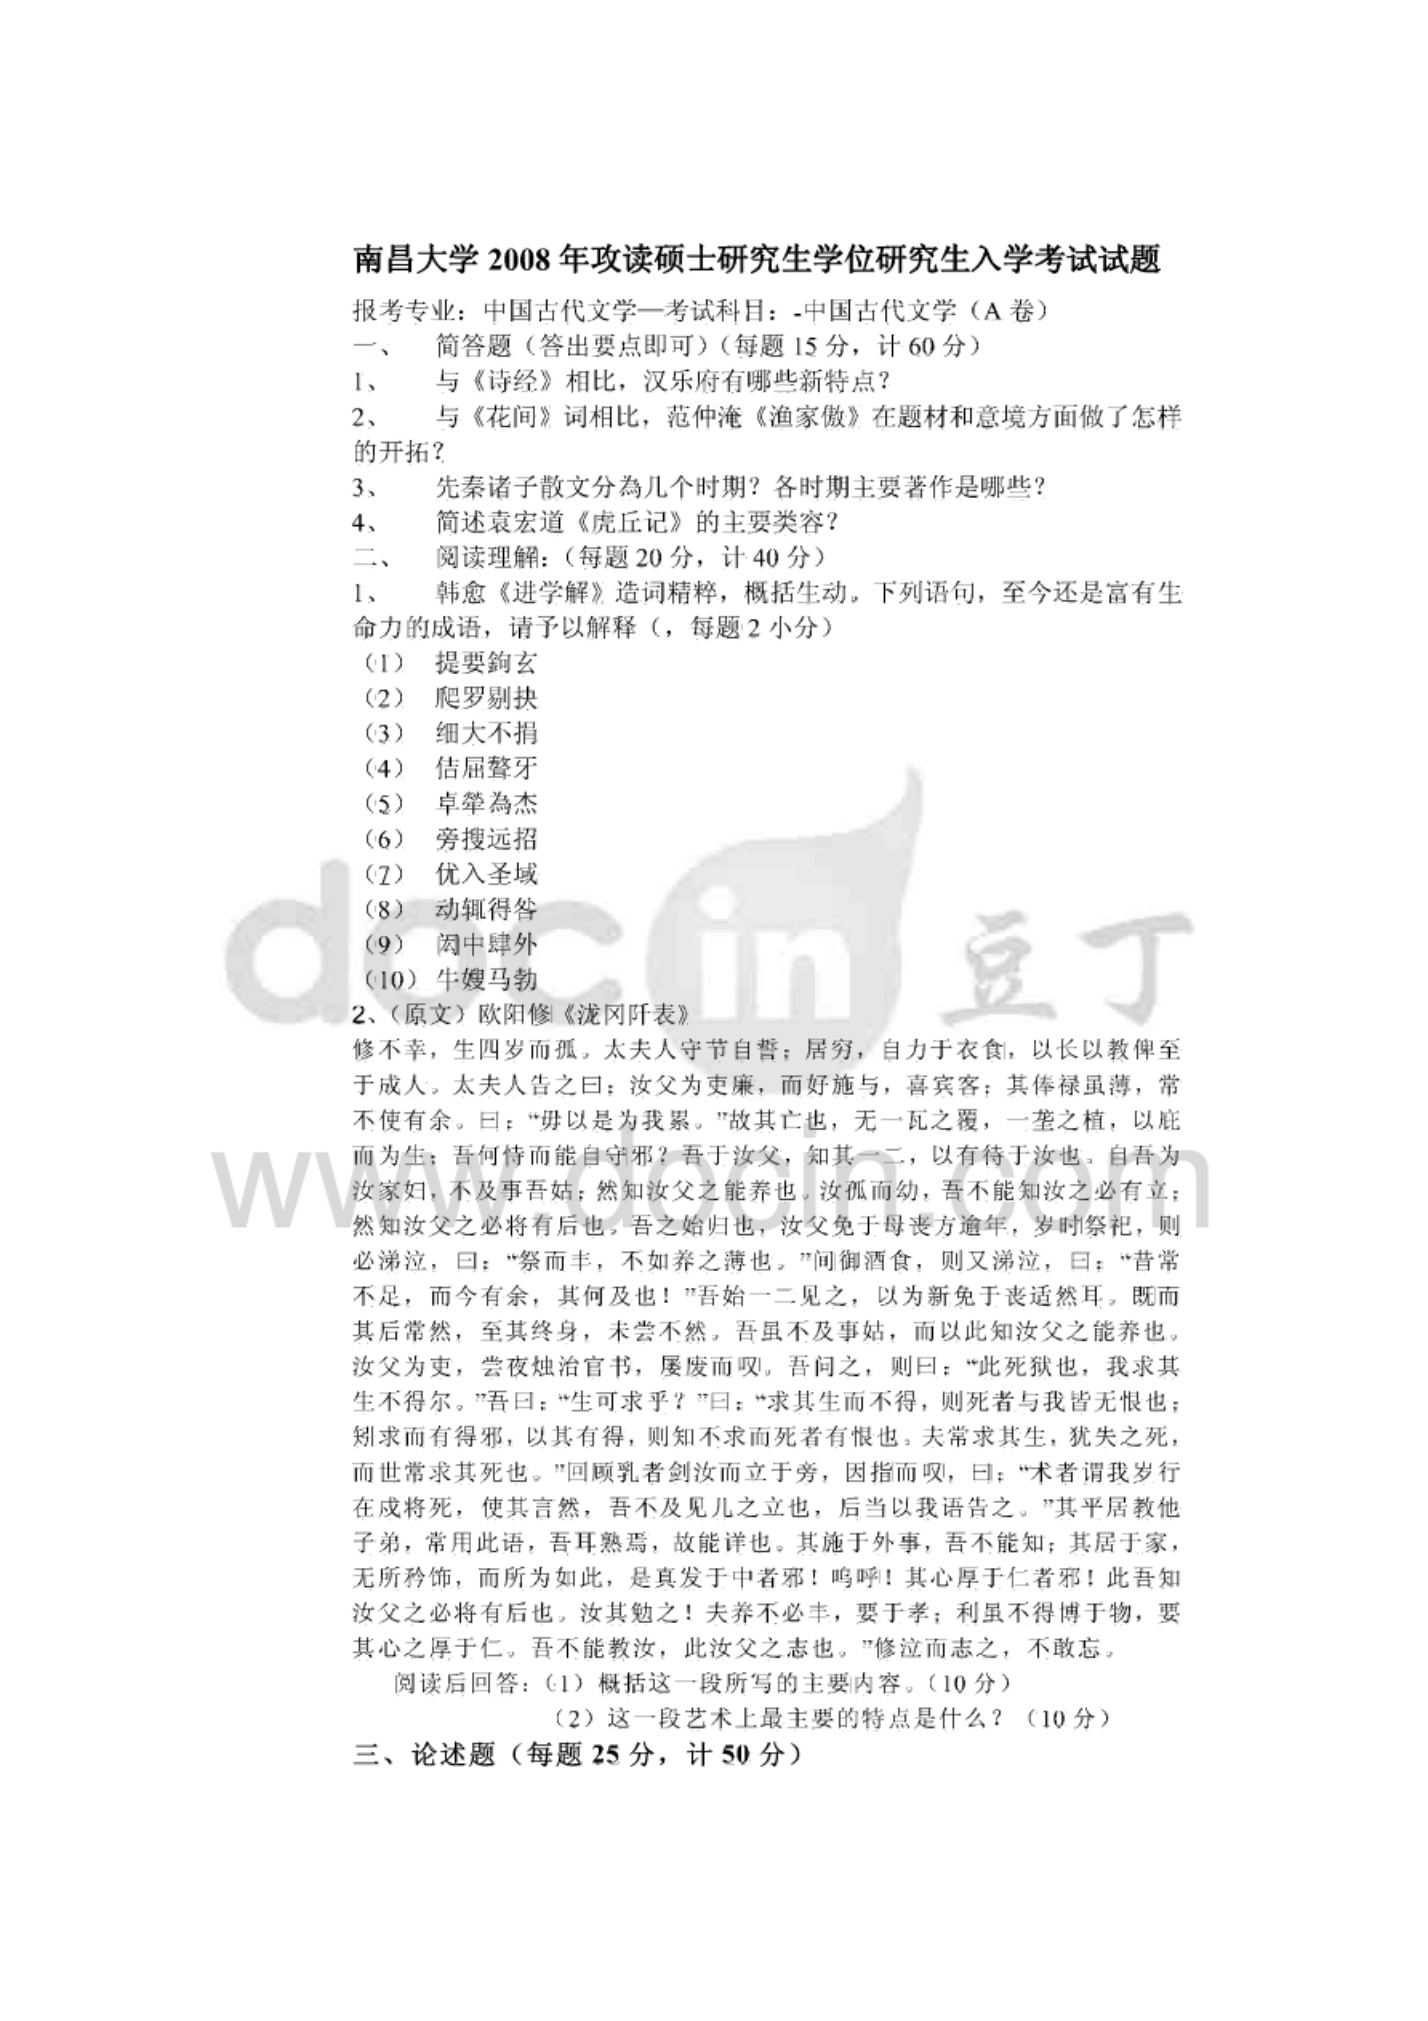 南昌大学 2008 年攻读硕士研究生学位研究生入学考试试题
报考专业：中国古代文学—考试科目：-中国古代文学（A 卷）
一、 简答题（答出要点即可）（每题 15 分，计 60 分）
1、 与《诗经》相比，汉乐府有哪些新特点？
2、 与《花间》词相比，范仲淹《渔家傲》在题材和意境方面做了怎样
的开拓？
3、 先秦诸子散文分為几个时期？各时期主要著作是哪些？
4、 简述袁宏道《虎丘记》的主要类容？
二、 阅读理解：（每题 20 分，计 40 分）
1、 韩愈《进学解》造词精粹，概括生动。下列语句，至今还是富有生
命力的成语，请予以解释（，每题 2 小分）
（1） 提要鉤玄
（2） 爬罗剔抉
（3） 细大不捐
（4） 佶屈聱牙
（5） 卓犖為杰
（6） 旁搜远招
（7） 优入圣域
（8） 动辄得咎
（9） 闳中肆外
（10） 牛嫂马勃
2、（原文）欧阳修《泷冈阡表》
修不幸，生四岁而孤。太夫人守节自誓；居穷，自力于衣食，以长以教俾至
于成人。太夫人告之曰：汝父为吏廉，而好施与，喜宾客；其俸禄虽薄，常
不使有余。曰：“毋以是为我累。”故其亡也，无一瓦之覆，一垄之植，以庇
而为生；吾何恃而能自守邪？吾于汝父，知其一二，以有待于汝也。自吾为
汝家妇，不及事吾姑；然知汝父之能养也。汝孤而幼，吾不能知汝之必有立；
然知汝父之必将有后也。吾之始归也，汝父免于母丧方逾年，岁时祭祀，则
必涕泣，曰：“祭而丰，不如养之薄也。”间御酒食，则又涕泣，曰：“昔常
不足，而今有余，其何及也！”吾始一二见之，以为新免于丧适然耳。既而
其后常然，至其终身，未尝不然。吾虽不及事姑，而以此知汝父之能养也。
汝父为吏，尝夜烛治官书，屡废而叹。吾问之，则曰：“此死狱也，我求其
生不得尔。”吾曰：“生可求乎？”曰：“求其生而不得，则死者与我皆无恨也；
矧求而有得邪，以其有得，则知不求而死者有恨也。夫常求其生，犹失之死，
而世常求其死也。”回顾乳者剑汝而立于旁，因指而叹，曰：“术者谓我岁行
在戍将死，使其言然，吾不及见儿之立也，后当以我语告之。”其平居教他
子弟，常用此语，吾耳熟焉，故能详也。其施于外事，吾不能知；其居于家，
无所矜饰，而所为如此，是真发于中者邪！呜呼！其心厚于仁者邪！此吾知
汝父之必将有后也。汝其勉之！夫养不必丰，要于孝；利虽不得博于物，要
其心之厚于仁。吾不能教汝，此汝父之志也。”修泣而志之，不敢忘。
阅读后回答：（1）概括这一段所写的主要内容。（10 分）
（2）这一段艺术上最主要的特点是什么？（10 分）
三、论述题（每题 25 分，计 50 分）
docin 豆丁
www.docin.com